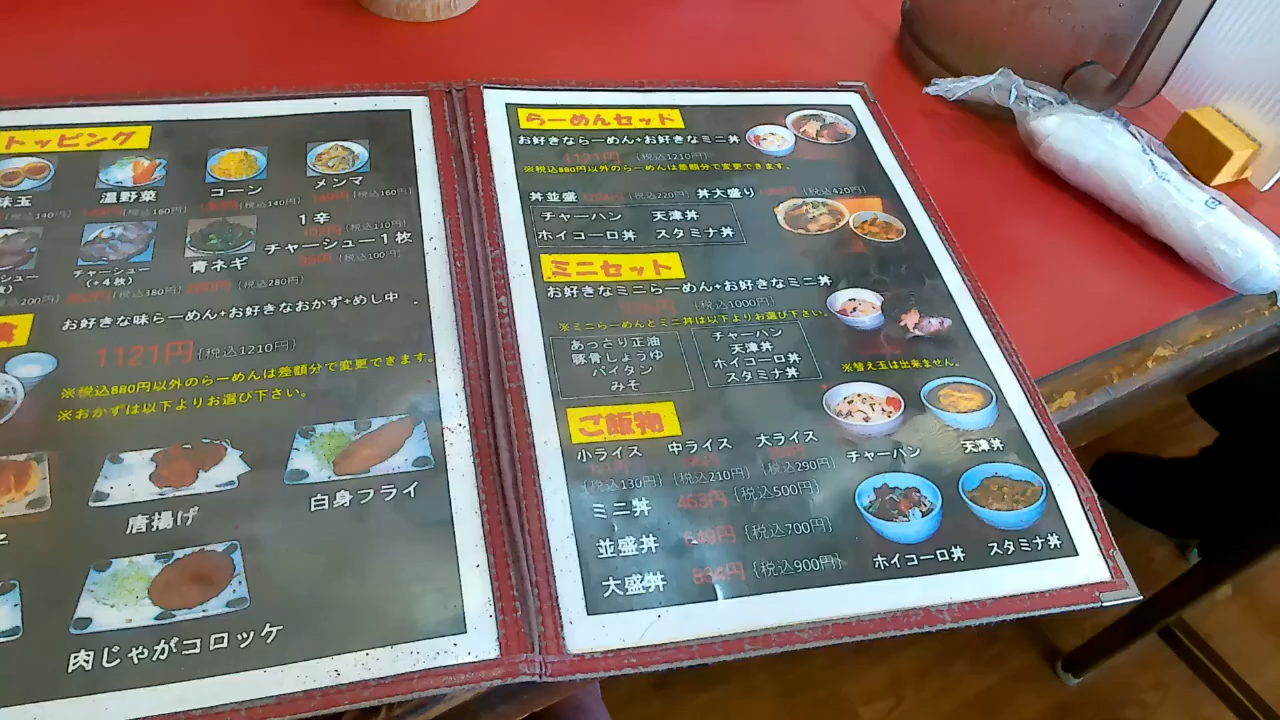 トッピング
味玉
温野菜
コーン
メンマ
(税込140円)
(税込160円)
(税込140円)
(税込160円)
チャーシュー
(+4枚)
青ネギ
1辛
(税込110円)
チャーシュー1枚
93円 (税込100円)
税込200円)
(税込380円)
(税込280円)
お好きな味らーめん+お好きなおかず+めし中
1121円(税込1210円)
※税込880円以外のらーめんは差額分で変更できます。
※おかずは以下よりお選び下さい。
唐揚げ
白身フライ
肉じゃがコロッケ
らーめんセット
お好きならーめん+お好きなミニ丼
1121円 (税込1210円)
※税込880円以外のらーめんは差額分で変更できます。
丼並盛 (税込220円) 丼大盛り (税込420円)
チャーハン 天津丼
ホイコーロ丼 スタミナ丼
ミニセット
お好きなミニらーめん+お好きなミニ丼
(税込1000円)
※ミニらーめんとミニ丼は以下よりお選び下さい。
あっさり正油
豚骨しょうゆ
パイタン
みそ
チャーハン
天津丼
ホイコーロ丼
スタミナ丼
※替え玉は出来ません。
ご飯物
小ライス 中ライス 大ライス
(税込130円) (税込210円) (税込290円)
ミニ丼 463円 (税込500円)
並盛丼 649円 (税込700円)
大盛丼 834円 (税込900円)
チャーハン
天津丼
ホイコーロ丼
スタミナ丼